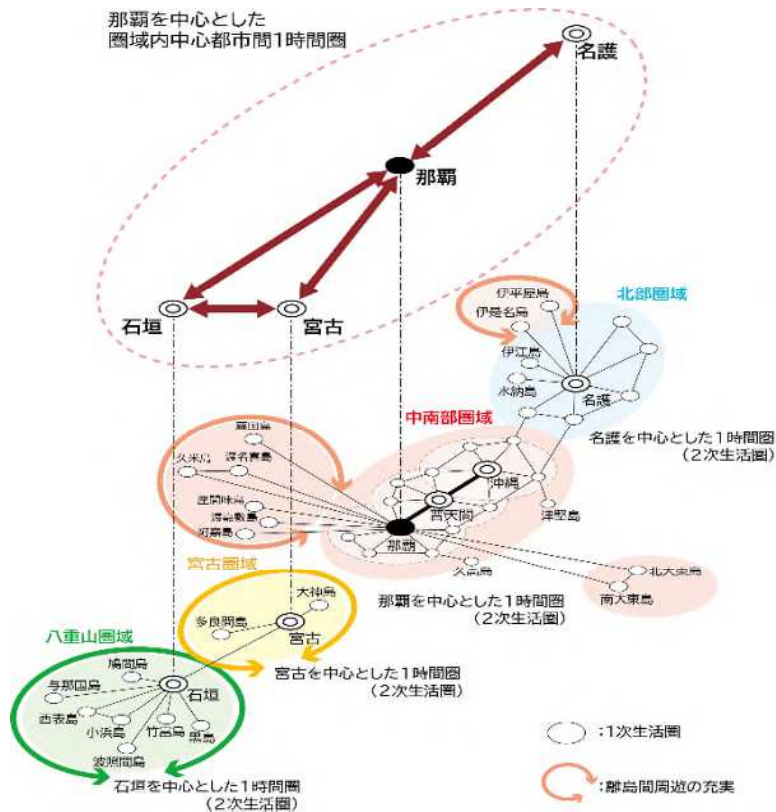 那覇を中心とした
圏域内中心都市間1時間圏
名護
那覇
石垣
宮古
北部圏域
伊平屋島
伊是名島
伊江島
水納島
名護
名護を中心とした1時間圏
(2次生活圏)
中南部圏域
粟国島
久米島
渡名喜島
座間味島
渡嘉敷島
阿嘉島
沖縄
普天間
那覇
津堅島
久高島
北大東島
南大東島
那覇を中心とした1時間圏
(2次生活圏)
宮古圏域
大神島
多良間島
宮古
宮古を中心とした1時間圏
(2次生活圏)
八重山圏域
鳩間島
与那国島
石垣
西表島
小浜島
竹富島
黒島
波照間島
石垣を中心とした1時間圏
(2次生活圏)
:1次生活圏
:離島間周遊の充実